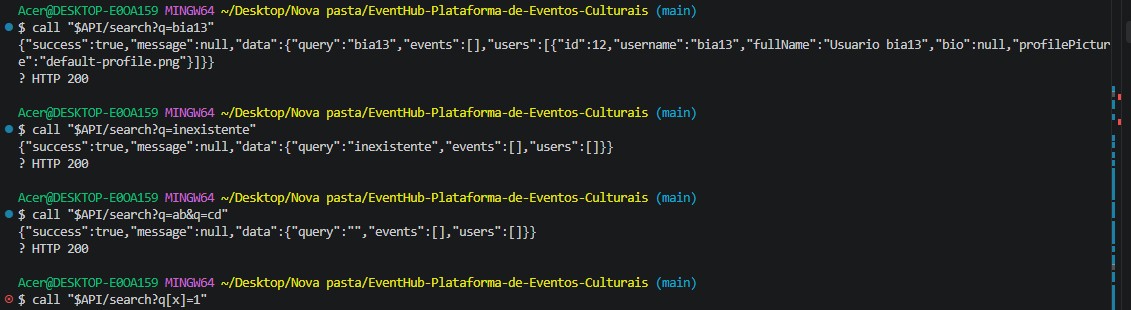 Acer@DESKTOP-E0OA159 MINGW64 ~/Desktop/Nova pasta/EventHub-Plataforma-de-Eventos-Culturais (main)
$ call "$API/search?q=bia13"
{"success":true,"message":null,"data":{"query":"bia13","events":[],"users":[{"id":12,"username":"bia13","fullName":"Usuario bia13","bio":null,"profilePictur
e":"default-profile.png"}]}}
? HTTP 200
Acer@DESKTOP-E0OA159 MINGW64 ~/Desktop/Nova pasta/EventHub-Plataforma-de-Eventos-Culturais (main)
$ call "$API/search?q=inexistente"
{"success":true,"message":null,"data":{"query":"inexistente","events":[],"users":[]}}
? HTTP 200
Acer@DESKTOP-E0OA159 MINGW64 ~/Desktop/Nova pasta/EventHub-Plataforma-de-Eventos-Culturais (main)
$ call "$API/search?q=ab&q=cd"
{"success":true,"message":null,"data":{"query":"","events":[],"users":[]}}
? HTTP 200
Acer@DESKTOP-E0OA159 MINGW64 ~/Desktop/Nova pasta/EventHub-Plataforma-de-Eventos-Culturais (main)
$ call "$API/search?q[x]=1"